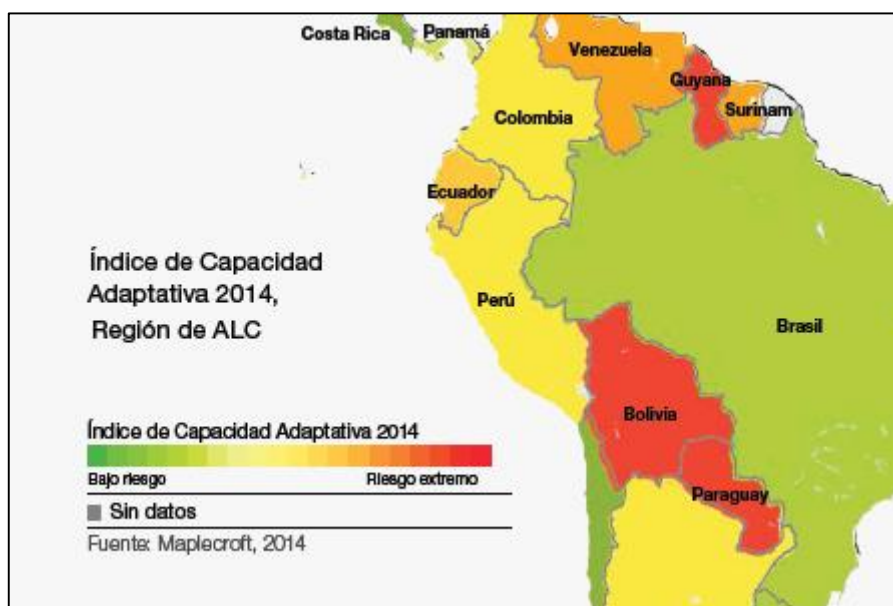 Costa Rica
Panamá
Venezuela
Guyana
Surinam
Colombia
Ecuador
Perú
Brasil
Bolivia
Paraguay
Índice de Capacidad
Adaptativa 2014,
Región de ALC
Índice de Capacidad Adaptativa 2014
Bajo riesgo Riesgo extremo
Sin datos
Fuente: Maplecroft, 2014